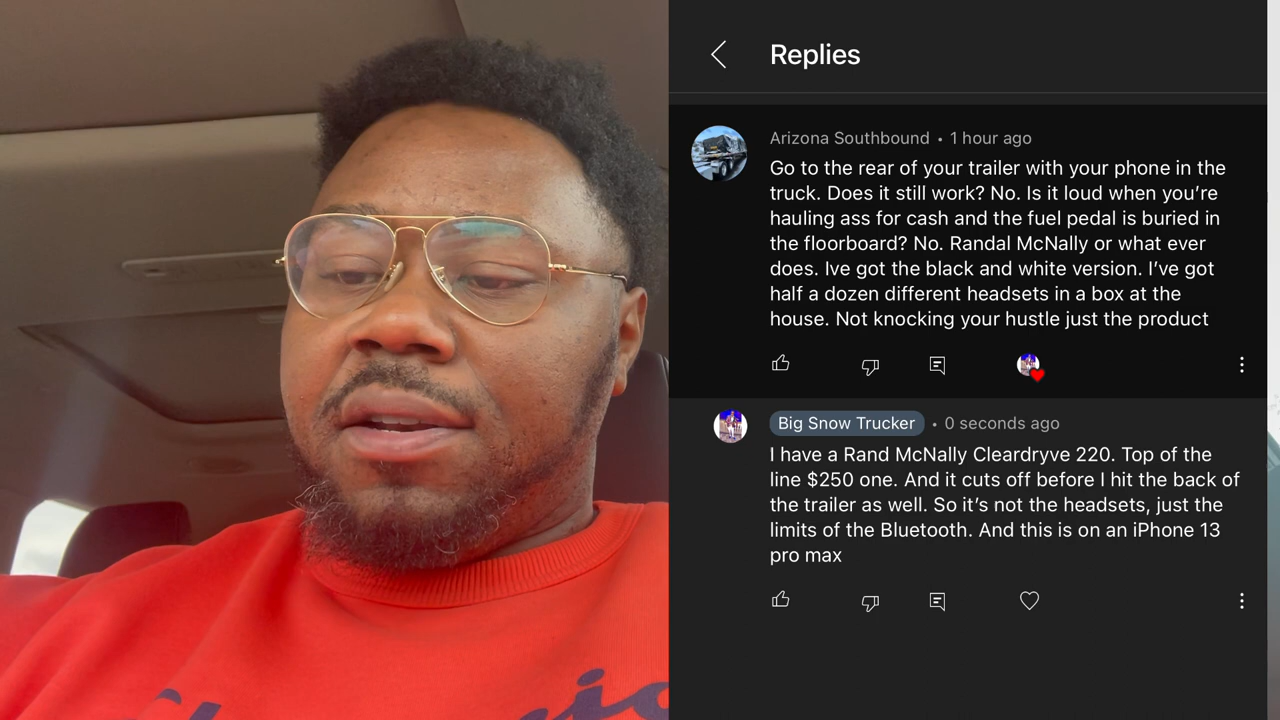 Replies
Arizona Southbound • 1 hour ago
Go to the rear of your trailer with your phone in the
truck. Does it still work? No. Is it loud when you’re
hauling ass for cash and the fuel pedal is buried in
the floorboard? No. Randal McNally or what ever
does. Ive got the black and white version. I’ve got
half a dozen different headsets in a box at the
house. Not knocking your hustle just the product
Big Snow Trucker • 0 seconds ago
I have a Rand McNally Cleardryve 220. Top of the
line $250 one. And it cuts off before I hit the back of
the trailer as well. So it’s not the headsets, just the
limits of the Bluetooth. And this is on an iPhone 13
pro max